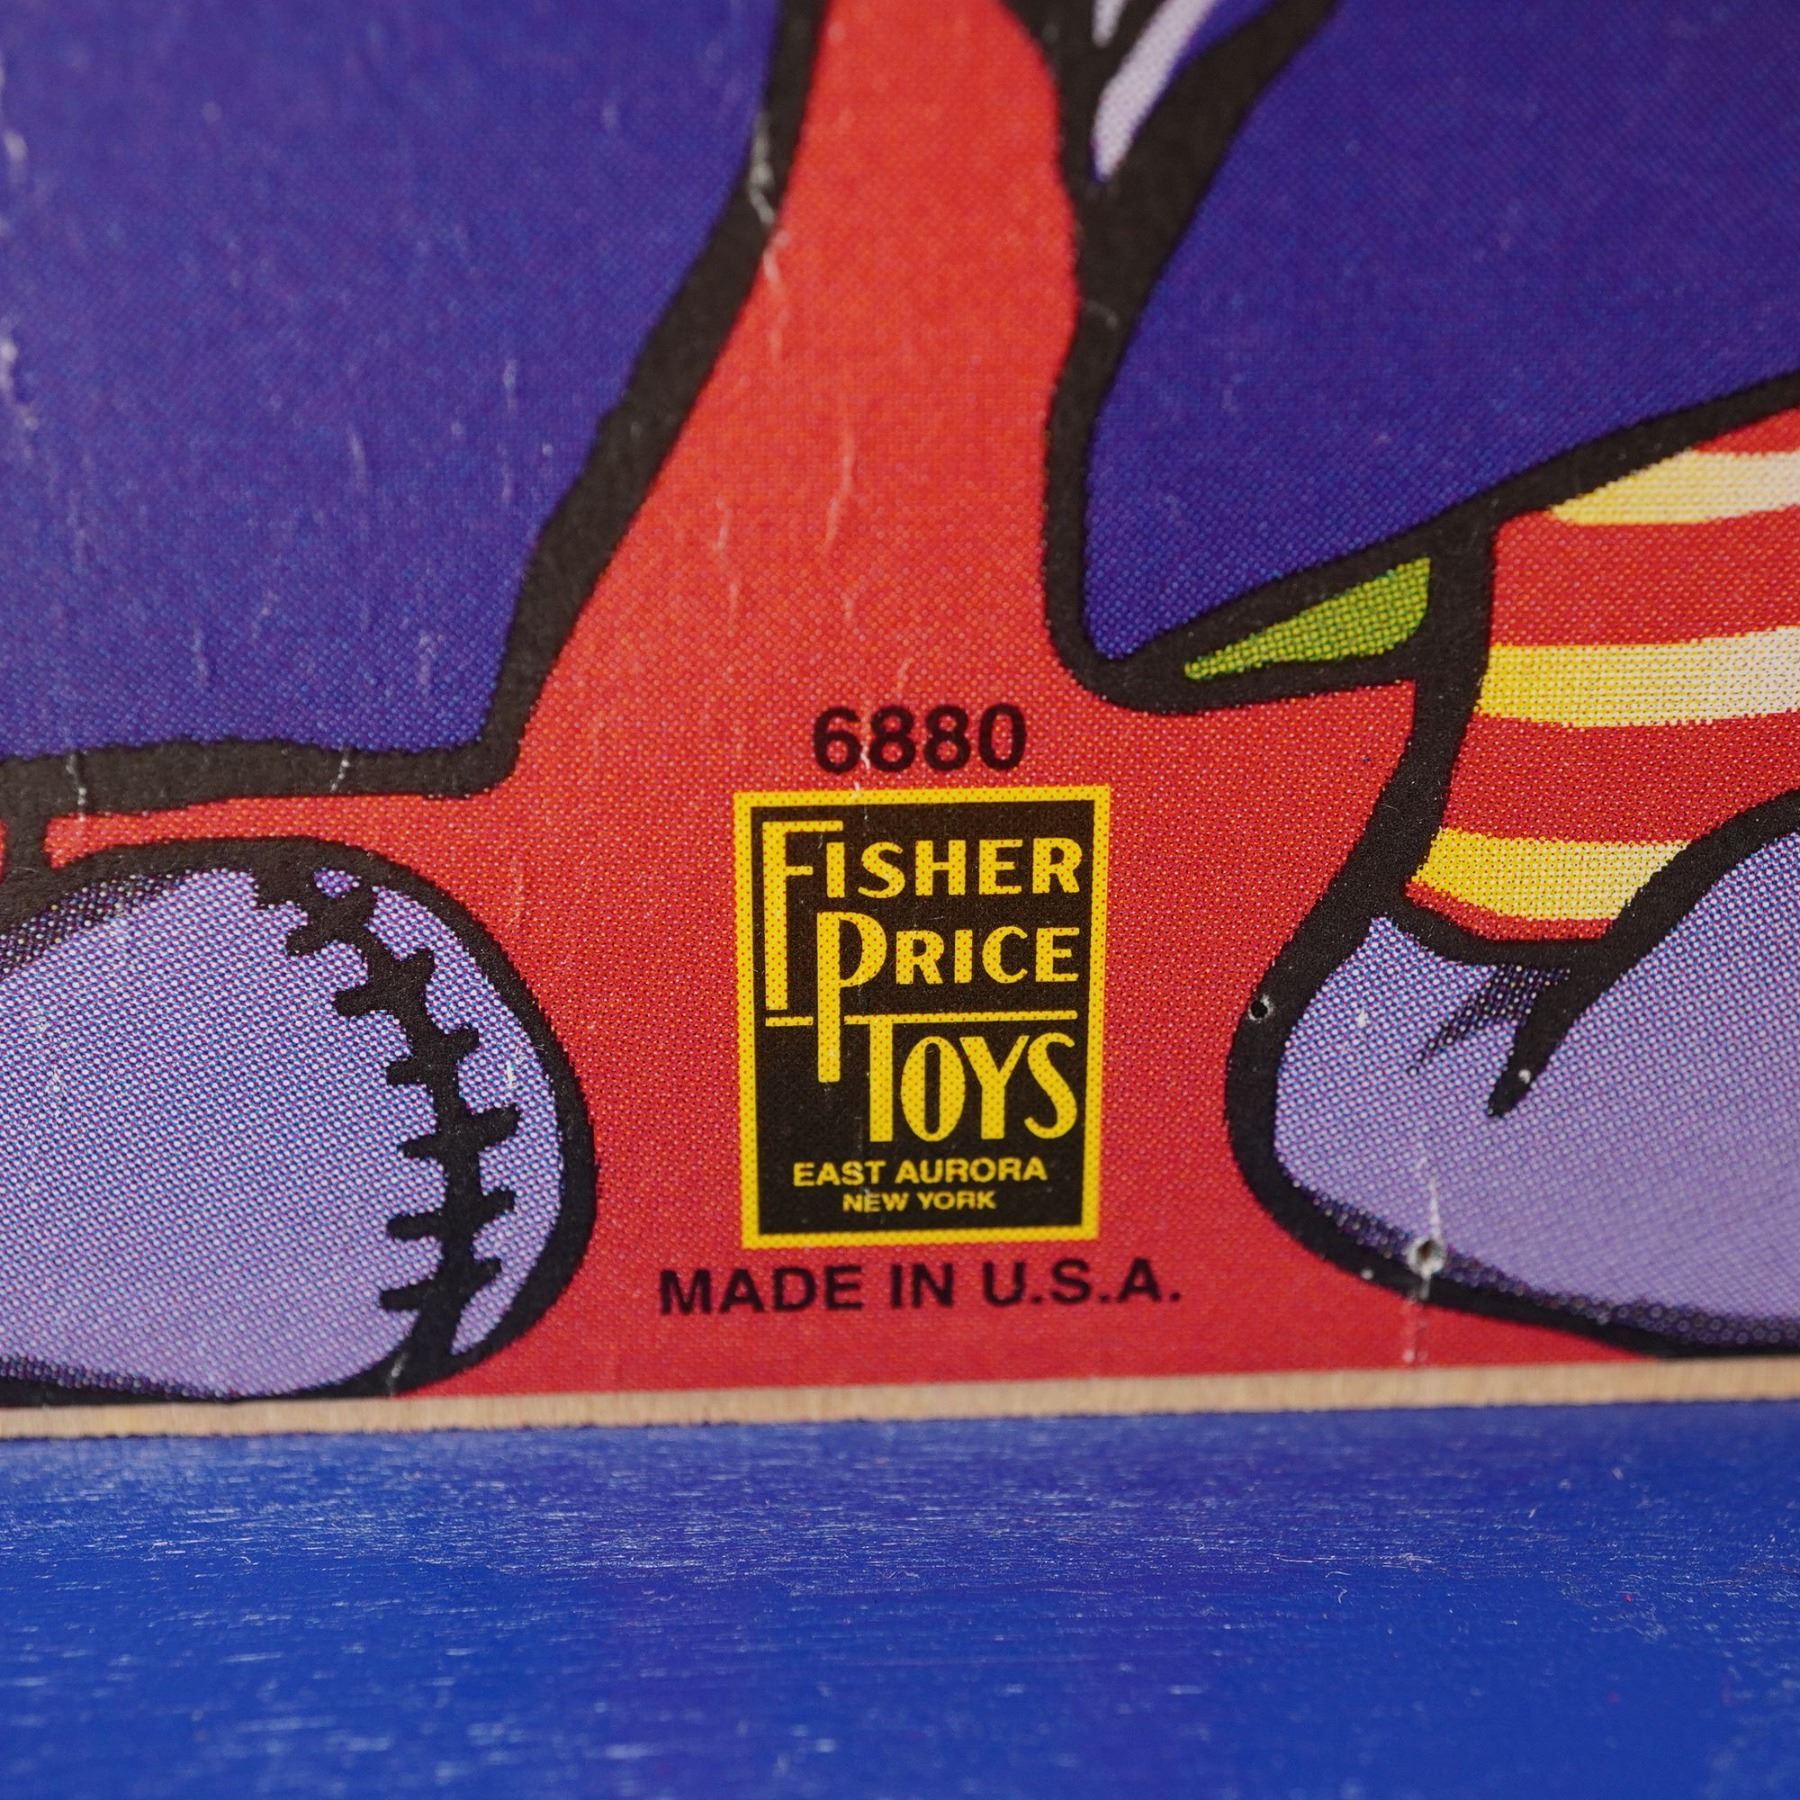 6880
FISHER
PRICE
TOYS
EAST AURORA
NEW YORK
MADE IN U.S.A.